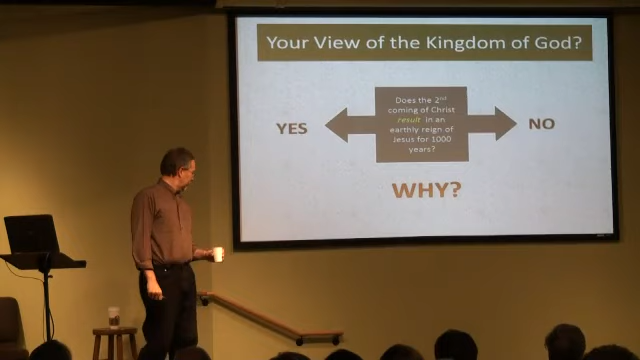 Your View of the Kingdom of God?
Does the 2nd
coming of Christ
result in an
earthly reign of
Jesus for 1000
years?
YES
NO
WHY?